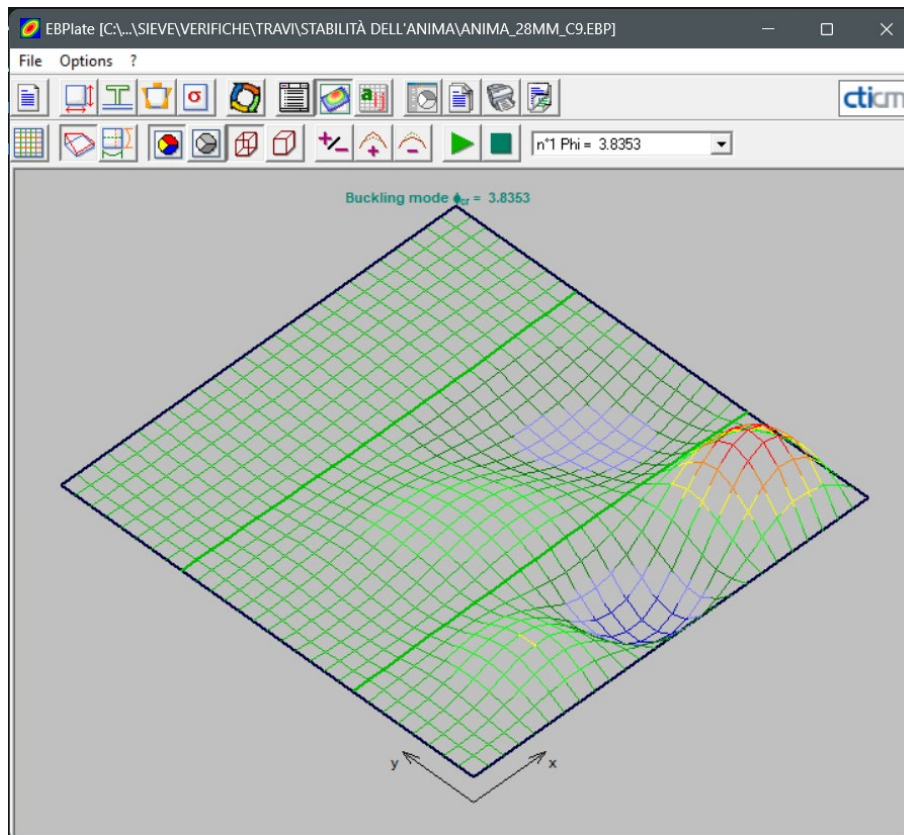 EBPlate [C:\...\SIEVE\VERIFICHE\TRAVI\STABILITÀ DELL'ANIMA\ANIMA_28MM_C9.EBP]
File Options ?
σ
cticm
n°1 Phi = 3.8353
Buckling mode ϕcr = 3.8353
y x